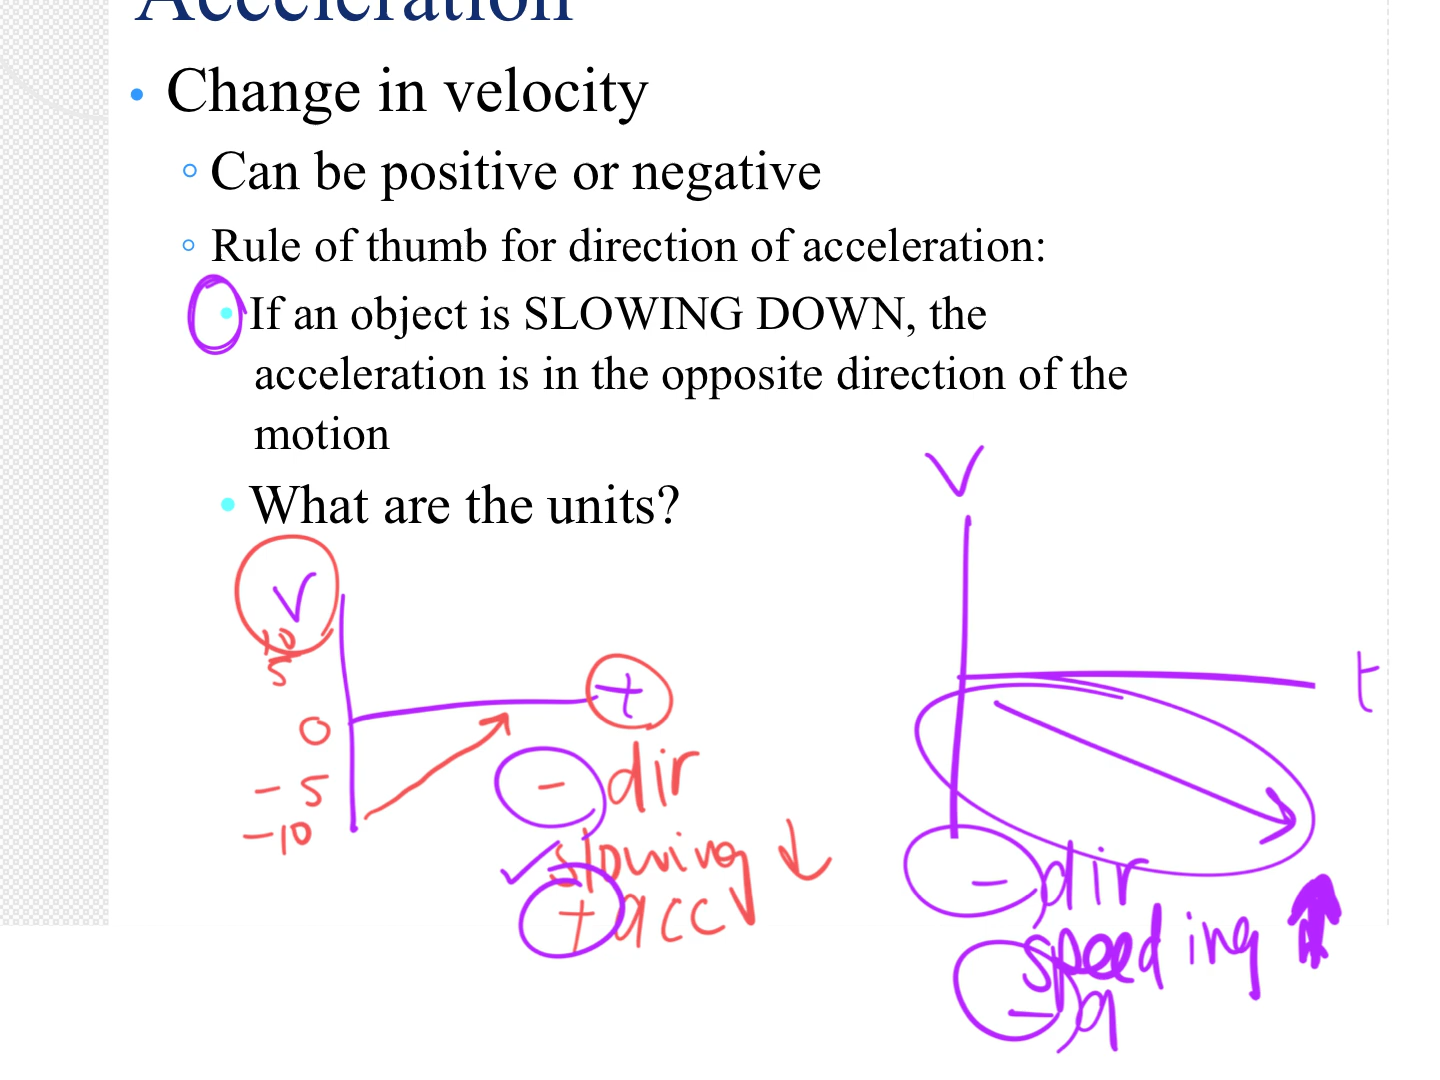 Acceleration
• Change in velocity
◦ Can be positive or negative
◦ Rule of thumb for direction of acceleration:
• If an object is SLOWING DOWN, the
acceleration is in the opposite direction of the
motion
• What are the units?
V
10
5
0
-5
-10
t
- dir
slowing ↓
+ acc
V
t
- dir
speeding ↑
- a